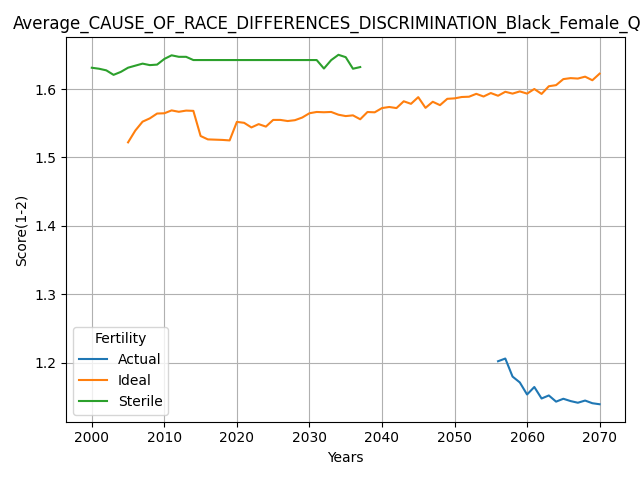 Average_CAUSE_OF_RACE_DIFFERENCES_DISCRIMINATION_Black_Female_Q
Score(1-2)
1.6
1.5
1.4
1.3
1.2
Fertility
Actual
Ideal
Sterile
2000 2010 2020 2030 2040 2050 2060 2070
Years